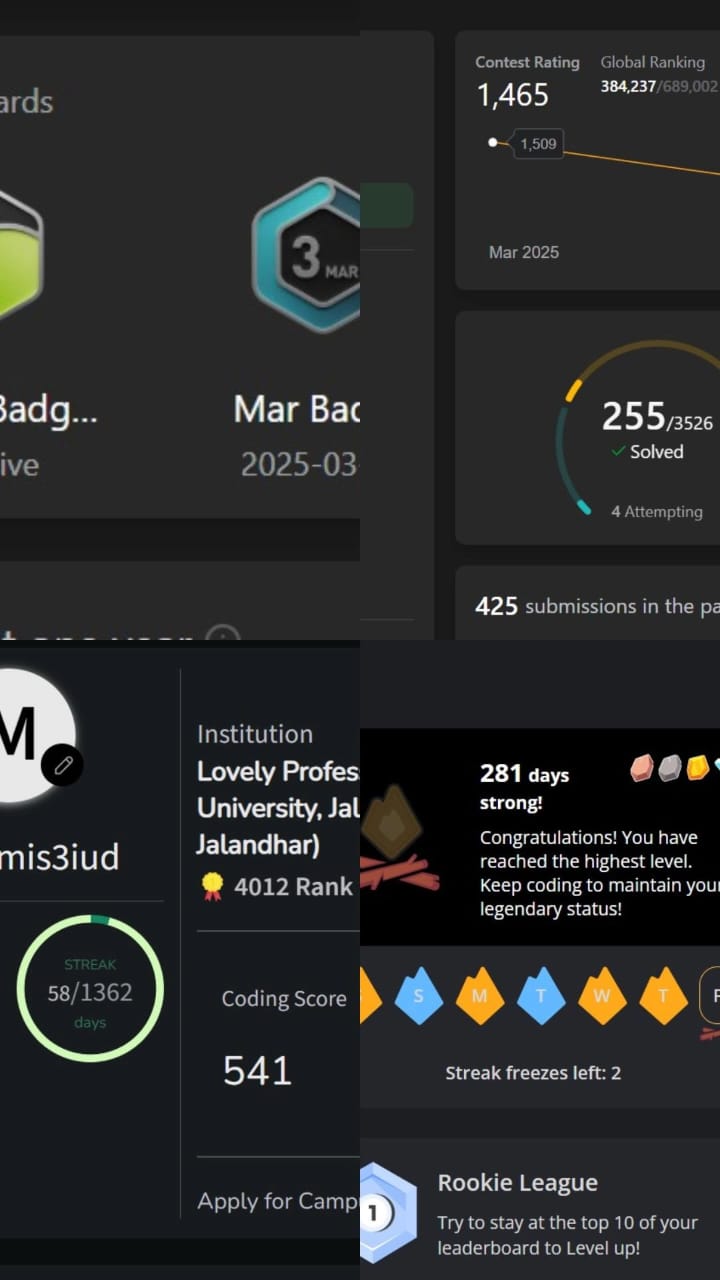 ards
3 MAR
Badg...
Mar Bad
ive
2025-03-
Contest Rating
Global Ranking
1,465
384,237/689,002
1,509
Mar 2025
255/3526
Solved
4 Attempting
425 submissions in the pa
M
mis3iud
STREAK
58/1362
days
Institution
Lovely Profes
University, Jal
Jalandhar)
4012 Rank
Coding Score
541
Apply for Camp
281 days
strong!
Congratulations! You have
reached the highest level.
Keep coding to maintain your
legendary status!
S M T W T F
Streak freezes left: 2
1
Rookie League
Try to stay at the top 10 of your
leaderboard to Level up!